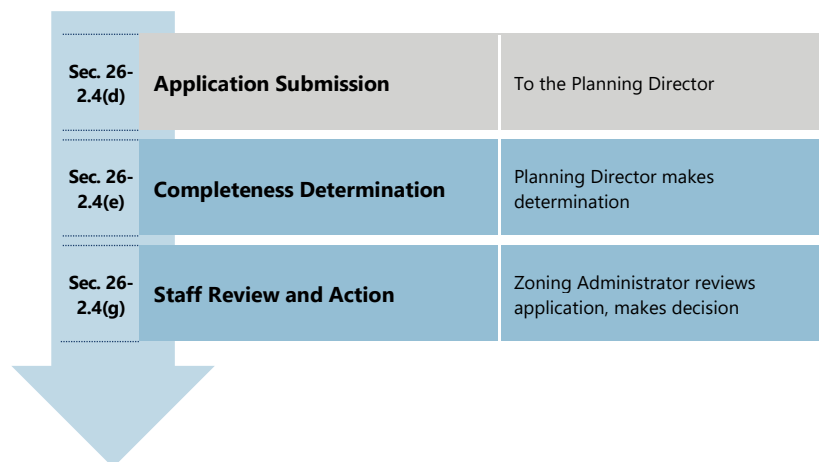 Sec. 26-
2.4(d)
Application Submission
To the Planning Director
Sec. 26-
2.4(e)
Completeness Determination
Planning Director makes
determination
Sec. 26-
2.4(g)
Staff Review and Action
Zoning Administrator reviews
application, makes decision